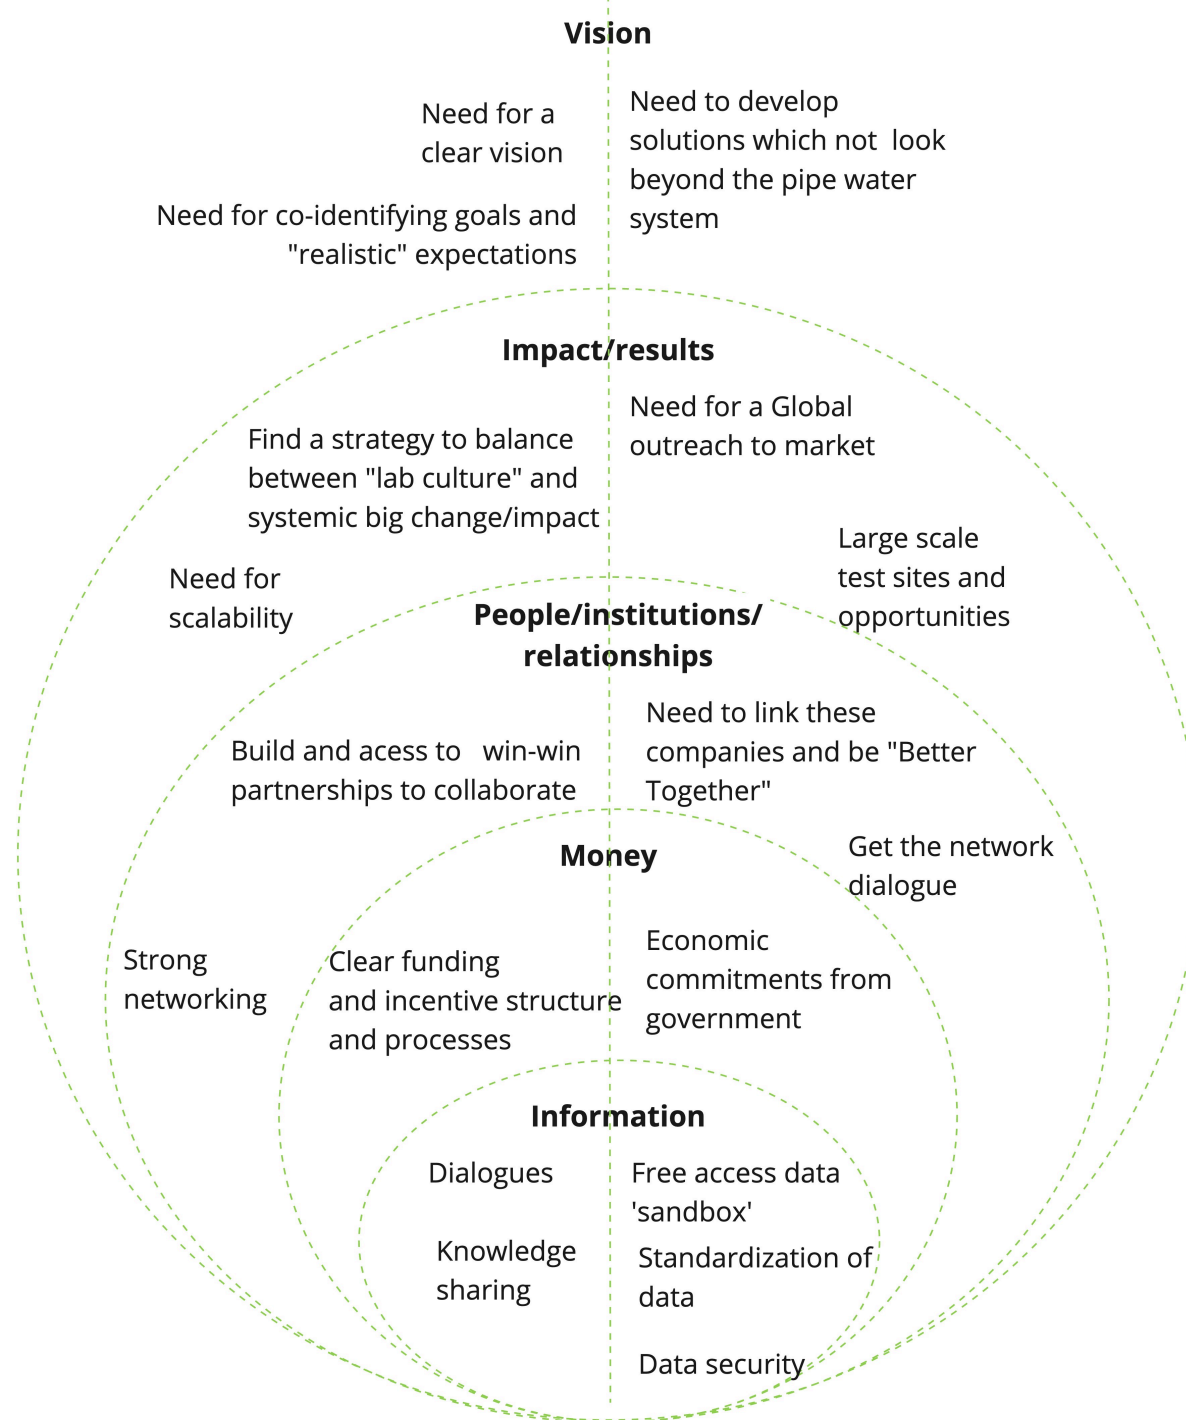 Vision
Need for a
clear vision
Need to develop
solutions which not  look
beyond the pipe water
system
Need for co-identifying goals and
"realistic" expectations
Impact/results
Need for a Global
outreach to market
Find a strategy to balance
between "lab culture" and
systemic big change/impact
Large scale
test sites and
opportunities
Need for
scalability
People/institutions/
relationships
Need to link these
companies and be "Better
Together"
Build and acess to   win-win
partnerships to collaborate
Money
Get the network
dialogue
Strong
networking
Clear funding
and incentive structure
and processes
Economic
commitments from
government
Information
Dialogues
Free access data
'sandbox'
Knowledge
sharing
Standardization of
data
Data security